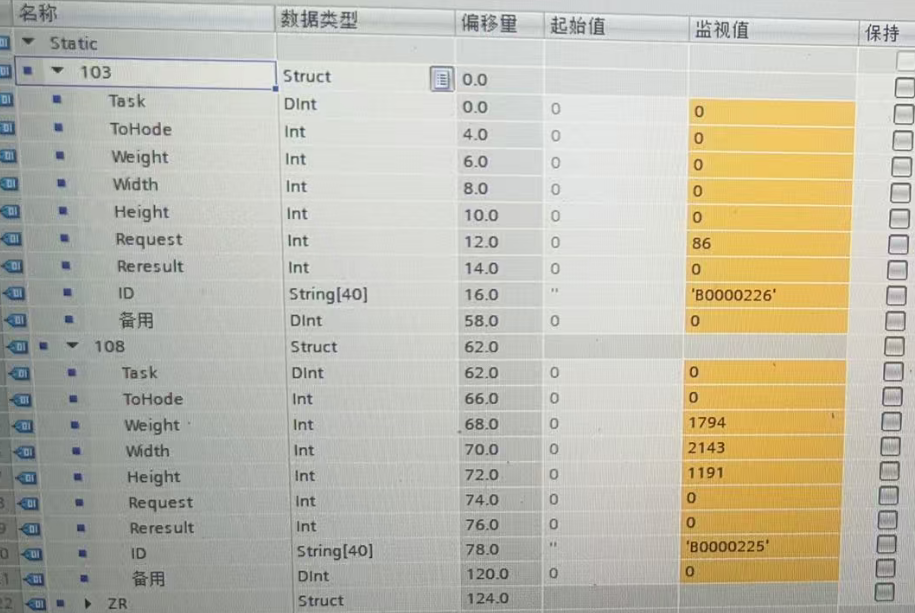 名称 数据类型 偏移量 起始值 监视值 保持
Static
103 Struct 0.0
Task DInt 0.0 0 0
ToHode Int 4.0 0 0
Weight Int 6.0 0 0
Width Int 8.0 0 0
Height Int 10.0 0 0
Request Int 12.0 0 86
Reresult Int 14.0 0 0
ID String[40] 16.0 '' 'B0000226'
备用 DInt 58.0 0 0
108 Struct 62.0
Task DInt 62.0 0 0
ToHode Int 66.0 0 0
Weight Int 68.0 0 1794
Width Int 70.0 0 2143
Height Int 72.0 0 1191
Request Int 74.0 0 0
Reresult Int 76.0 0 0
ID String[40] 78.0 '' 'B0000225'
备用 DInt 120.0 0 0
ZR Struct 124.0